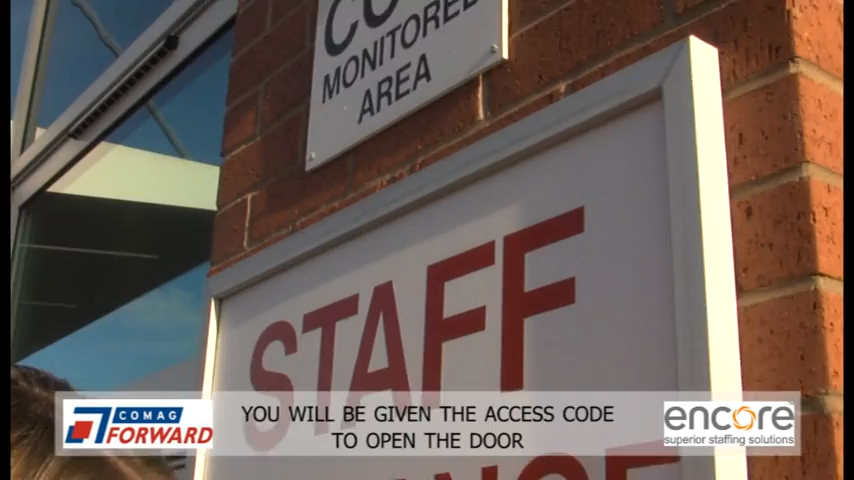 MONITORED
AREA
STAFF
COMAG
FORWARD
YOU WILL BE GIVEN THE ACCESS CODE
TO OPEN THE DOOR
encore
superior staffing solutions